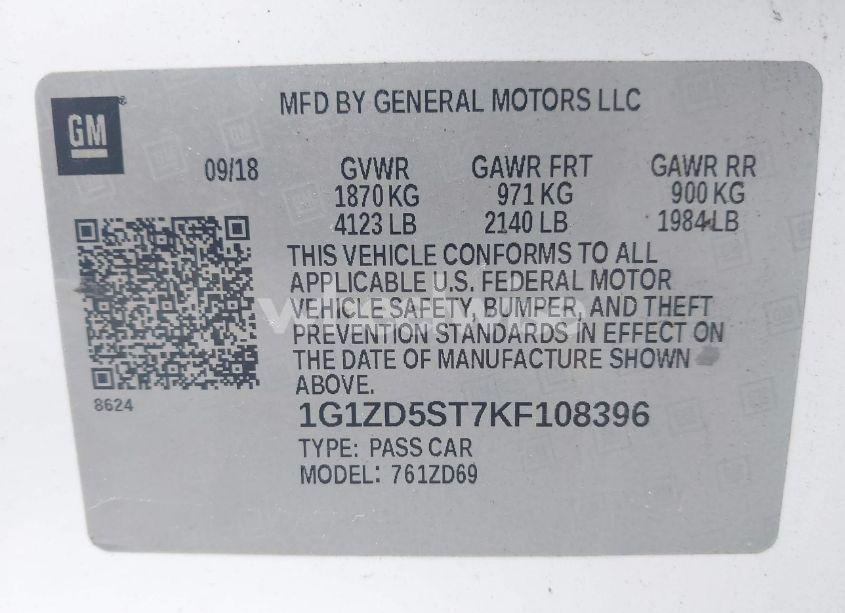 GM
MFD BY GENERAL MOTORS LLC
09/18 GVWR GAWR FRT GAWR RR
1870 KG 971 KG 900 KG
4123 LB 2140 LB 1984 LB
THIS VEHICLE CONFORMS TO ALL
APPLICABLE U.S. FEDERAL MOTOR
VEHICLE SAFETY, BUMPER, AND THEFT
PREVENTION STANDARDS IN EFFECT ON
THE DATE OF MANUFACTURE SHOWN
ABOVE.
8624
1G1ZD5ST7KF108396
TYPE: PASS CAR
MODEL: 761ZD69